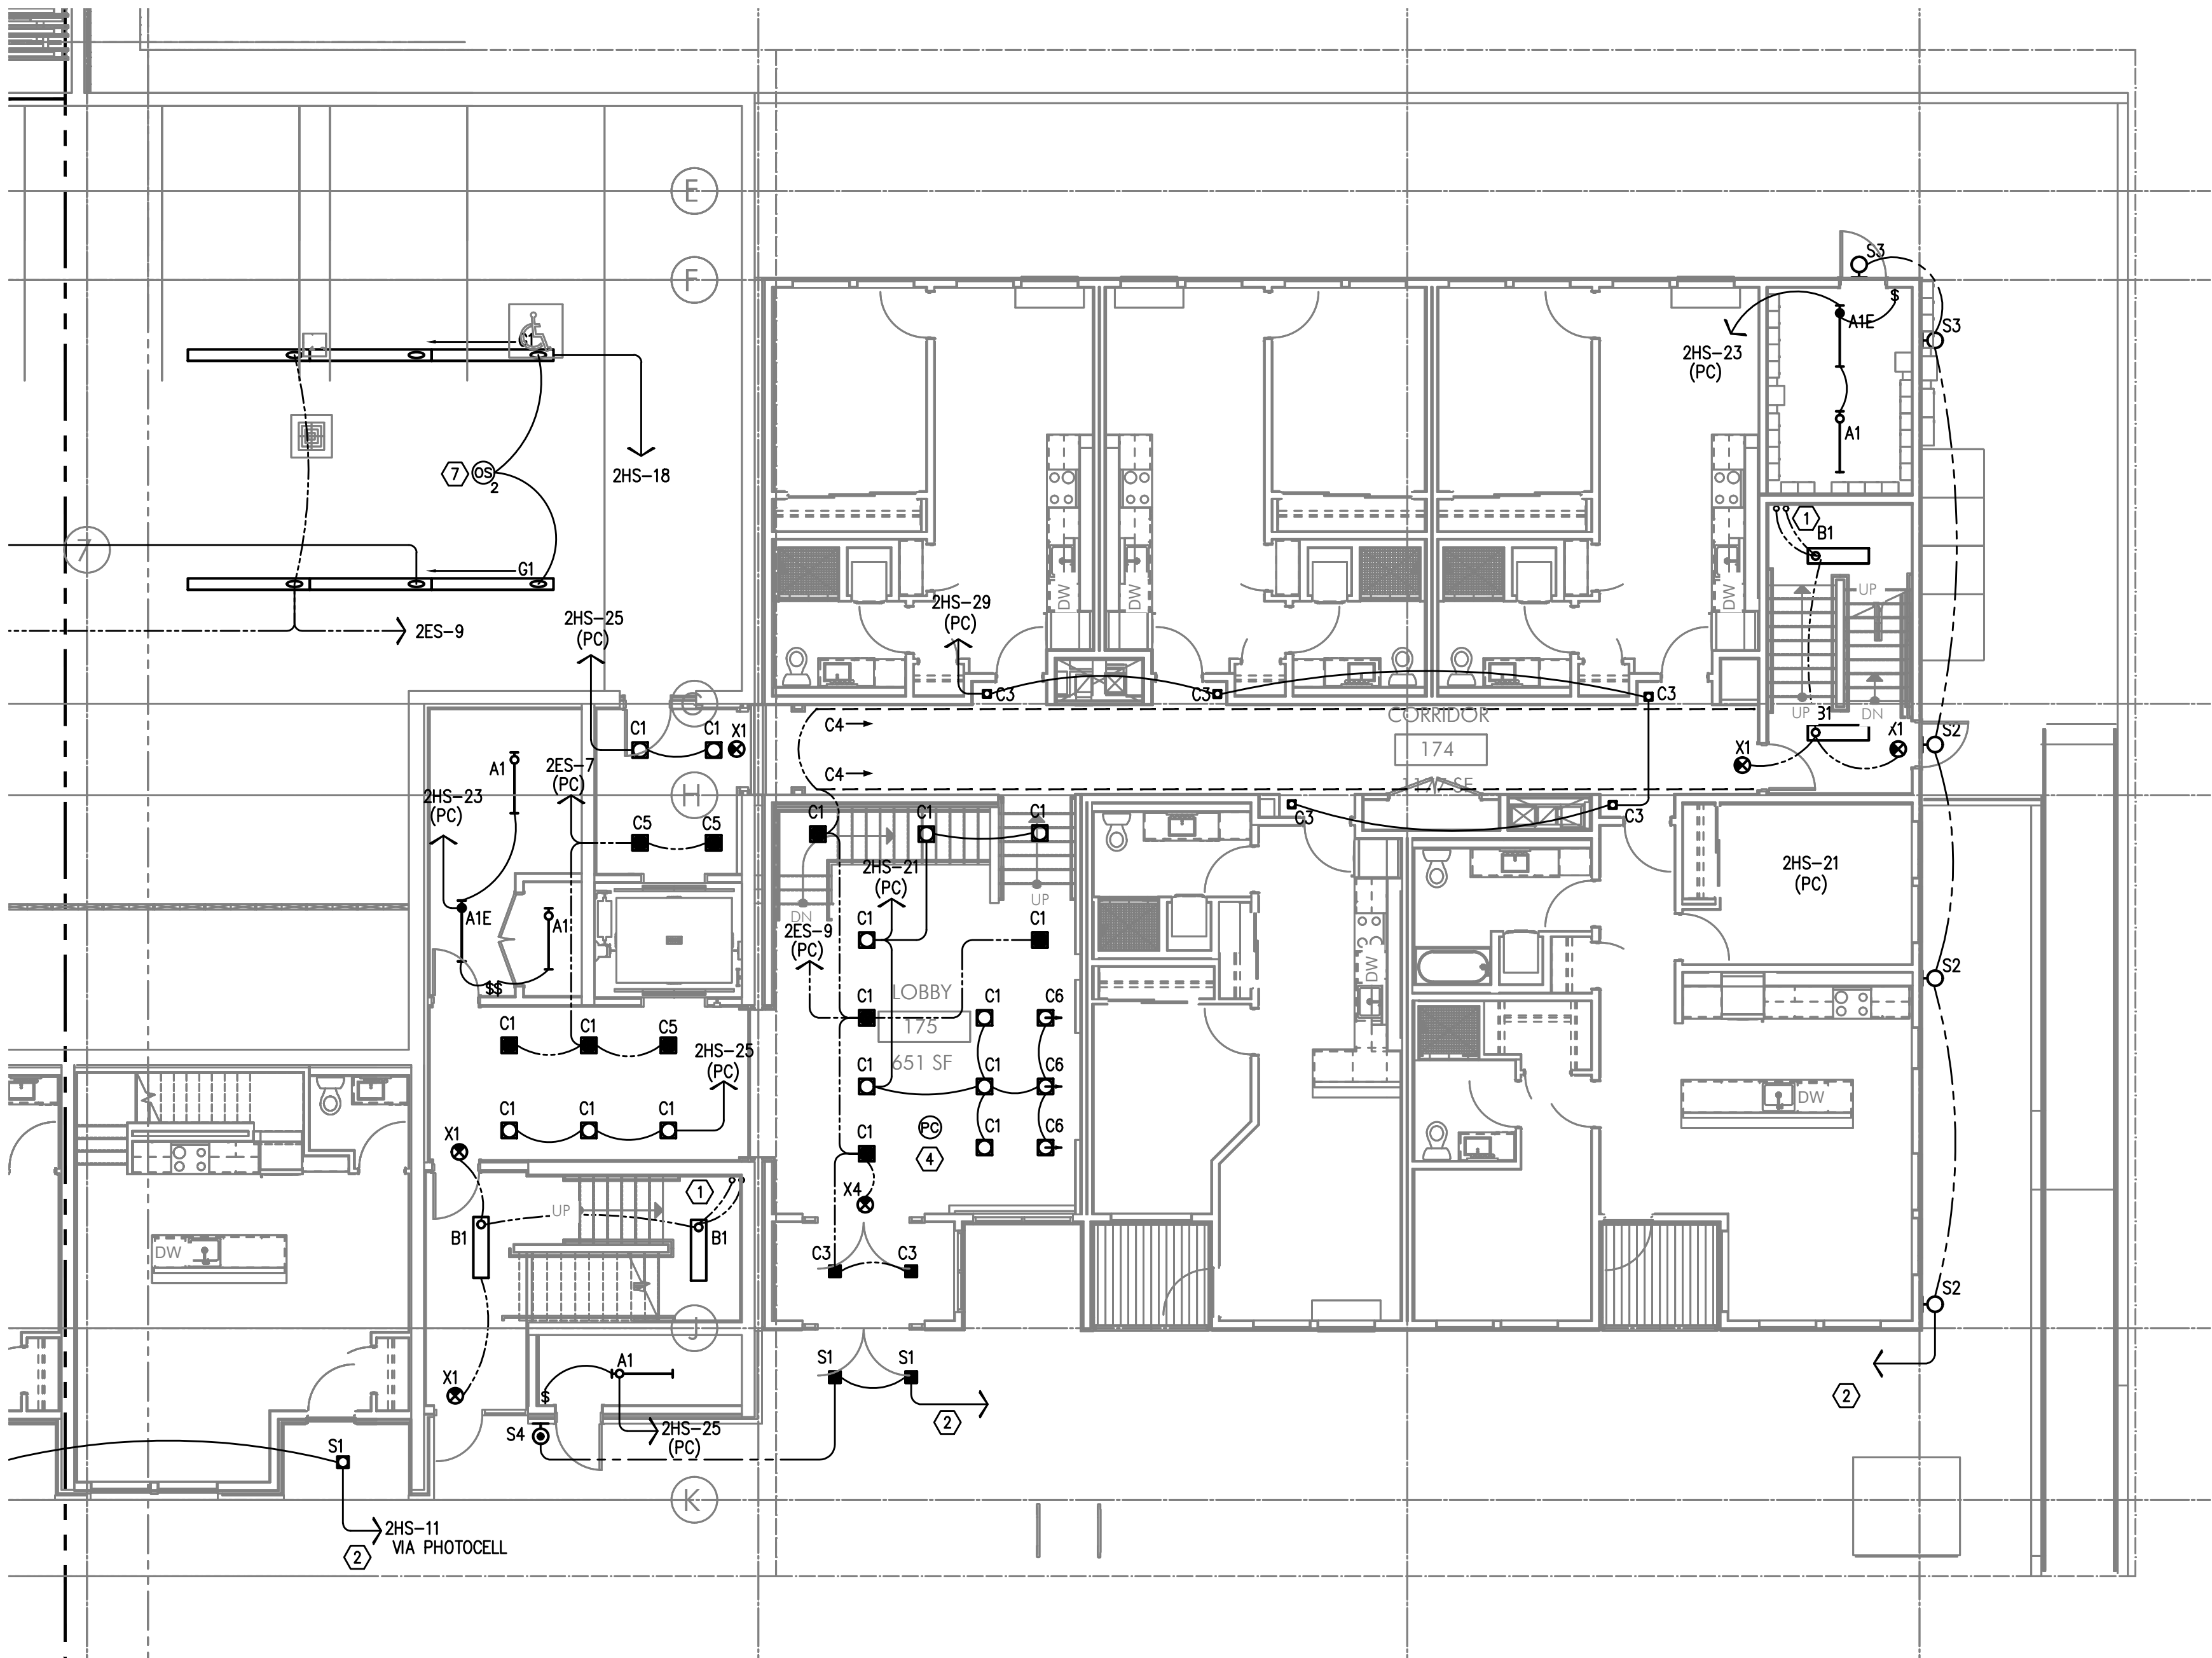 E
F
S3
G1
S3
A1E
2HS-23
(PC)
A1
7
OS
2
2HS-18
1
B1
7
G1
DW
DW
DW
UP
2HS-29
(PC)
2HS-25
(PC)
2ES-9
C3
C3
C3
G
CORRIDOR
174
UP
B1
DN
C1
C1
X1
C4
C4
X1
X1
S2
A1
2ES-7
(PC)
2HS-23
(PC)
H
C5
C5
C1
C1
C1
C3
C3
2HS-21
(PC)
2HS-21
(PC)
UP
DN
A1E
A1
$$
C1
C1
2ES-9
(PC)
DW
S2
LOBBY
175
651 SF
C1
C1
C6
C1
C1
C5
2HS-25
(PC)
C1
C1
C6
DW
C1
C1
C1
X1
PC
4
C1
C1
C6
X4
1
UP
B1
B1
DW
C3
C3
S2
J
X1
A1
$
S1
S1
2
2
S4
2HS-25
(PC)
S1
K
2HS-11
VIA PHOTOCELL
2
$